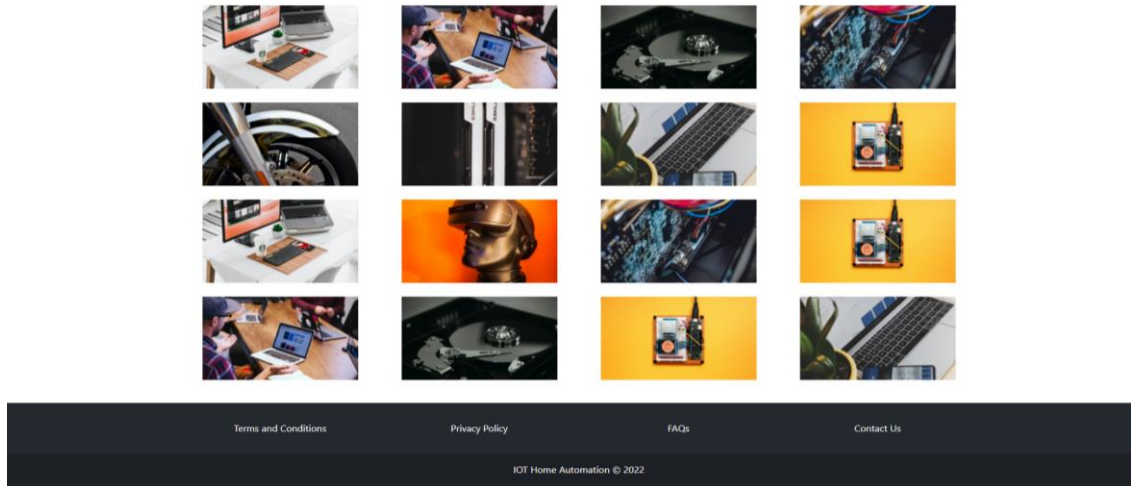 Terms and Conditions
Privacy Policy
FAQs
Contact Us
IOT Home Automation © 2022